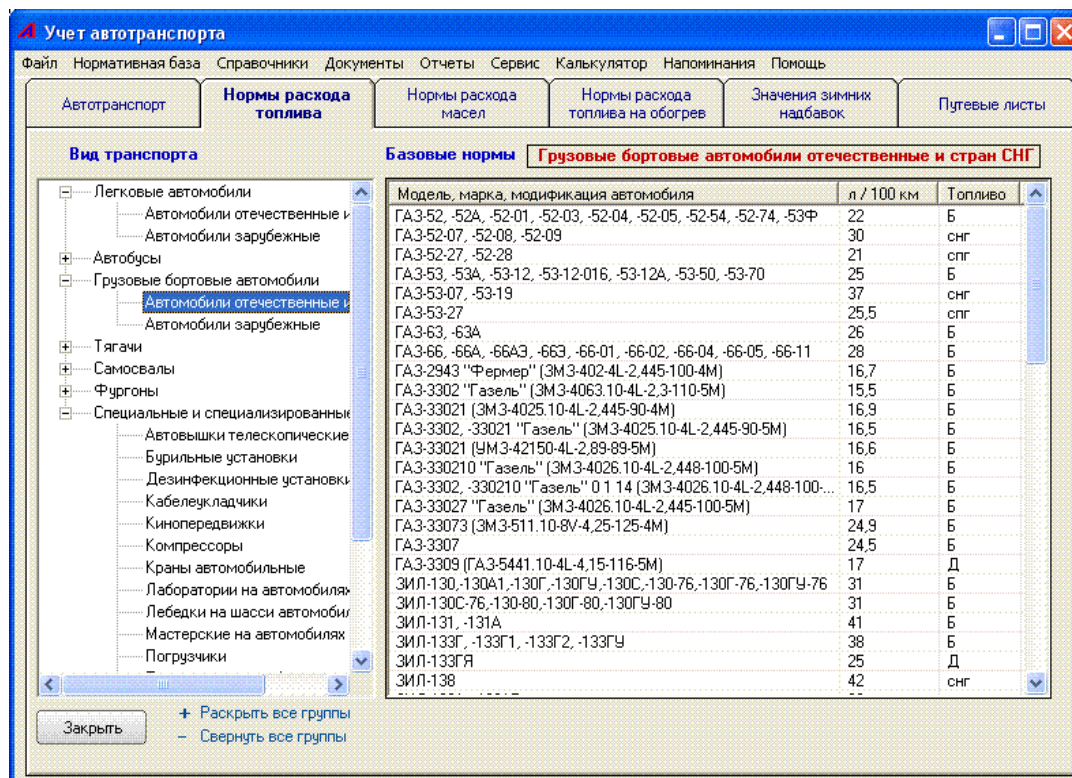 Учет автотранспорта
Файл Нормативная база Справочники Документы Отчеты Сервис Калькулятор Напоминания Помощь
Автотранспорт
Нормы расхода
топлива
Нормы расхода
масел
Нормы расхода
топлива на обогрев
Значения зимних
надбавок
Путевые листы
Вид транспорта
Легковые автомобили
Автомобили отечественные и
Автомобили зарубежные
Автобусы
Грузовые бортовые автомобили
Автомобили отечественные и
Автомобили зарубежные
Тягачи
Самосвалы
Фургоны
Специальные и специализированные
Автовышки телескопические
Бурильные установки
Дезинфекционные установки
Кабелеукладчики
Кинопередвижки
Компрессоры
Краны автомобильные
Лаборатории на автомобилях
Лебедки на шасси автомобил
Мастерские на автомобилях
Погрузчики
Базовые нормы Грузовые бортовые автомобили отечественные и стран СНГ
Модель, марка, модификация автомобиля л / 100 км Топливо
ГАЗ-52, -52А, -52-01, -52-03, -52-04, -52-05, -52-54, -52-74, -53Ф 22 Б
ГАЗ-52-07, -52-08, -52-09 30 снг
ГАЗ-52-27, -52-28 21 спг
ГАЗ-53, -53А, -53-12, -53-12-016, -53-12А, -53-50, -53-70 25 Б
ГАЗ-53-07, -53-19 37 снг
ГАЗ-53-27 25,5 спг
ГАЗ-63, -63А 26 Б
ГАЗ-66, -66А, -66АЭ, -66Э, -66-01, -66-02, -66-04, -66-05, -66-11 28 Б
ГАЗ-2943 "Фермер" (ЗМЗ-402-4L-2,445-100-4М) 16,7 Б
ГАЗ-3302 "Газель" (ЗМЗ-4063.10-4L-2,3-110-5М) 15,5 Б
ГАЗ-33021 (ЗМЗ-4025.10-4L-2,445-90-4М) 16,9 Б
ГАЗ-3302, -33021 "Газель" (ЗМЗ-4025.10-4L-2,445-90-5М) 16,5 Б
ГАЗ-33021 (УМЗ-42150-4L-2,89-89-5М) 16,6 Б
ГАЗ-330210 "Газель" (ЗМЗ-4026.10-4L-2,448-100-5М) 16 Б
ГАЗ-3302, -330210 "Газель" 0 1 14 (ЗМЗ-4026.10-4L-2,448-100-... 16,5 Б
ГАЗ-33027 "Газель" (ЗМЗ-4026.10-4L-2,445-100-5М) 17 Б
ГАЗ-33073 (ЗМЗ-511.10-8V-4,25-125-4М) 24,9 Б
ГАЗ-3307 24,5 Б
ГАЗ-3309 (ГАЗ-5441.10-4L-4,15-116-5М) 17 Д
ЗИЛ-130,-130А1,-130Г,-130ГУ,-130С,-130-76,-130Г-76,-130ГУ-76 31 Б
ЗИЛ-130С-76,-130-80,-130Г-80,-130ГУ-80 31 Б
ЗИЛ-131, -131А 41 Б
ЗИЛ-133Г, -133Г1, -133Г2, -133ГУ 38 Б
ЗИЛ-133ГЯ 25 Д
ЗИЛ-138 42 снг
Закрыть
+ Раскрыть все группы
− Свернуть все группы